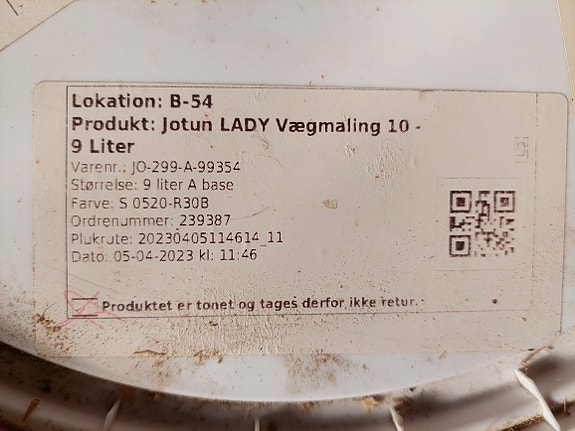 Lokation: B-54
Produkt: Jotun LADY Vægmaling 10 -
9 Liter
Varenr.: JO-299-A-99354
Størrelse: 9 liter A base
Farve: S 0520-R30B
Ordrenummer: 239387
Plukrute: 20230405114614_11
Dato: 05-04-2023 kl: 11:46
Produktet er tonet og tages derfor ikke retur.